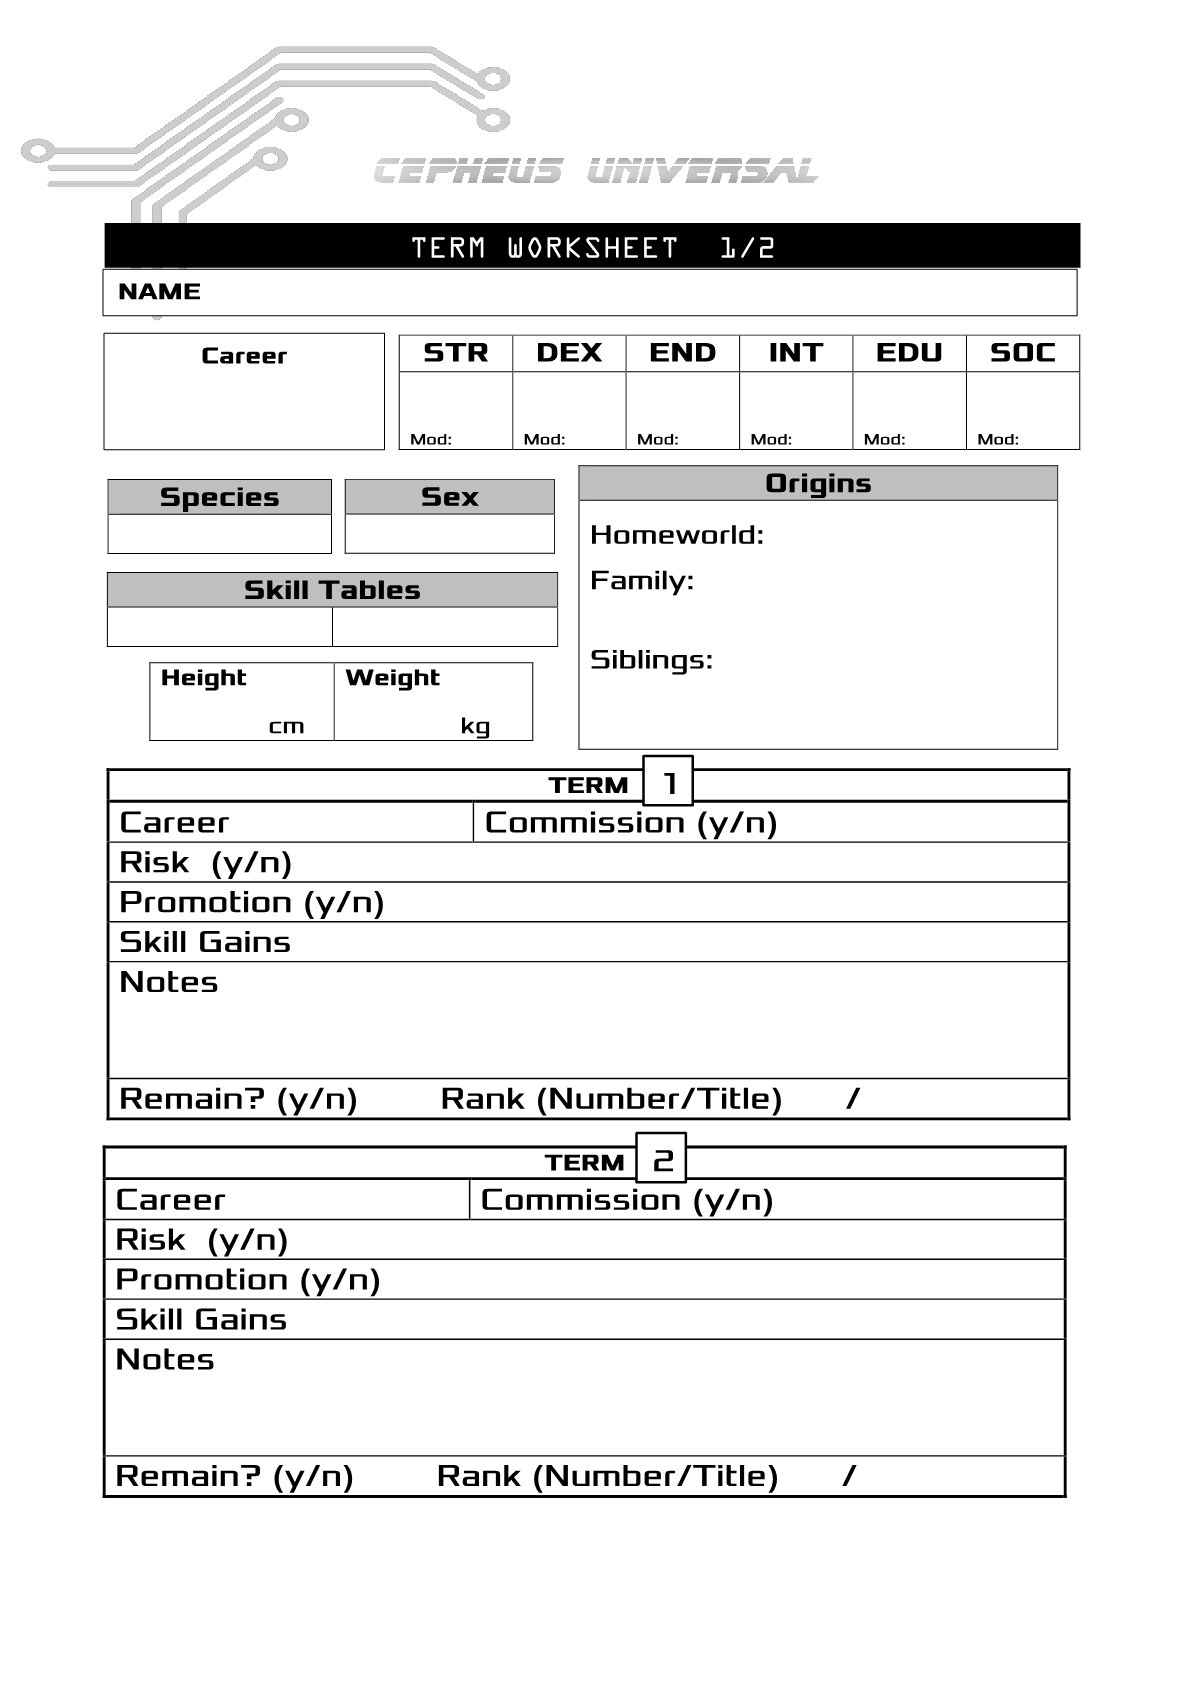 CEPHEUS UNIVERSAL
TERM WORKSHEET 1/2
NAME
Career
STR DEX END INT EDU SOC
Mod: Mod: Mod: Mod: Mod: Mod:
Species Sex
Origins
Homeworld:
Family:
Siblings:
Skill Tables
Height Weight
cm kg
TERM 1
Career Commission (y/n)
Risk (y/n)
Promotion (y/n)
Skill Gains
Notes
Remain? (y/n) Rank (Number/Title) /
TERM 2
Career Commission (y/n)
Risk (y/n)
Promotion (y/n)
Skill Gains
Notes
Remain? (y/n) Rank (Number/Title) /